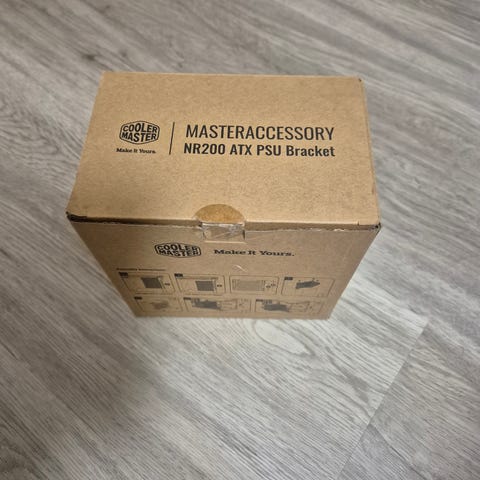 COOLER
MASTER
Make It Yours.
MASTERACCESSORY
NR200 ATX PSU Bracket
COOLER
MASTER
Make It Yours.